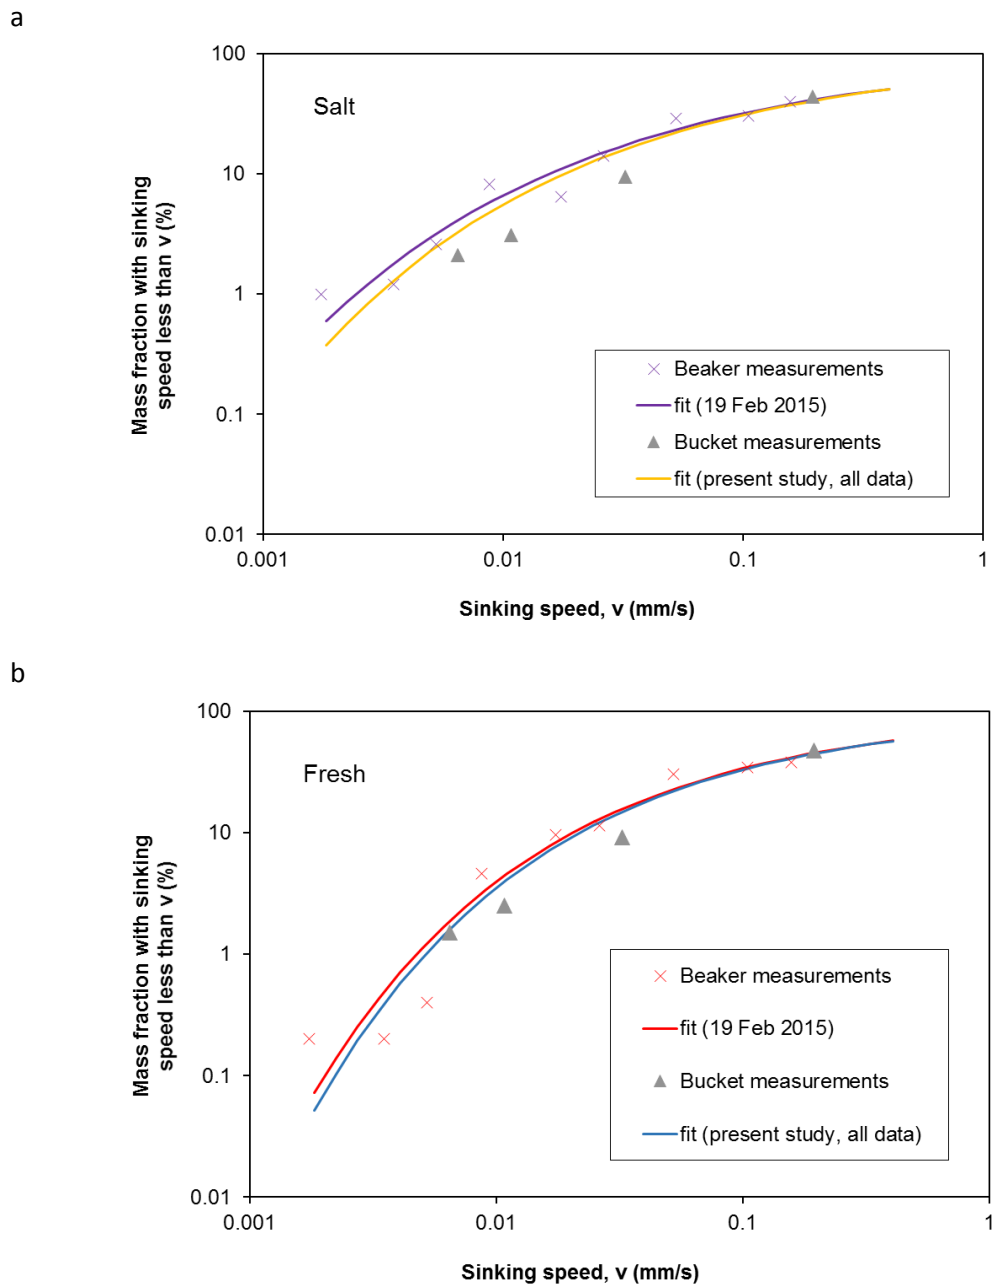 a
100
10
1
0.1
0.01
Mass fraction with sinking
speed less than v (%)
Salt
Beaker measurements
fit (19 Feb 2015)
Bucket measurements
fit (present study, all data)
0.001
0.01
0.1
1
Sinking speed, v (mm/s)
b
100
10
1
0.1
0.01
Mass fraction with sinking
speed less than v (%)
Fresh
Beaker measurements
fit (19 Feb 2015)
Bucket measurements
fit (present study, all data)
0.001
0.01
0.1
1
Sinking speed, v (mm/s)